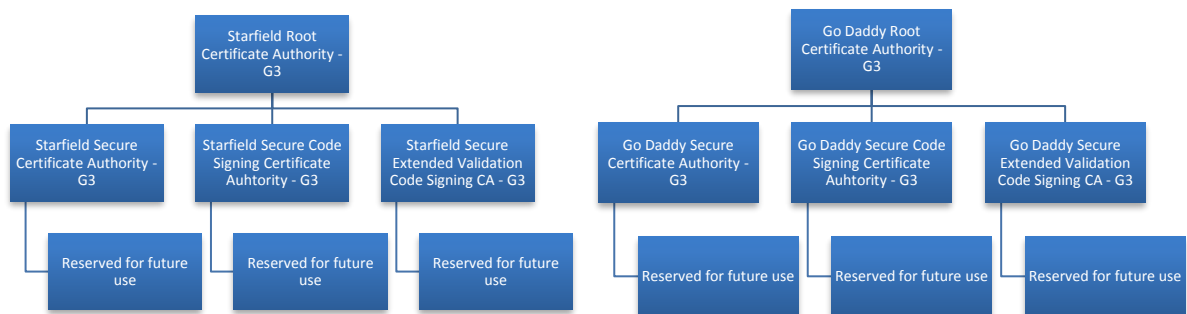 Starfield Root
Certificate Authority -
G3
Starfield Secure
Certificate Authority -
G3
Starfield Secure Code
Signing Certificate
Auhtority - G3
Starfield Secure
Extended Validation
Code Signing CA - G3
Reserved for future
use
Reserved for future
use
Reserved for future
use
Go Daddy Root
Certificate Authority -
G3
Go Daddy Secure
Certificate Authority -
G3
Go Daddy Secure Code
Signing Certificate
Auhtority - G3
Go Daddy Secure
Extended Validation
Code Signing CA - G3
Reserved for future use
Reserved for future use
Reserved for future use